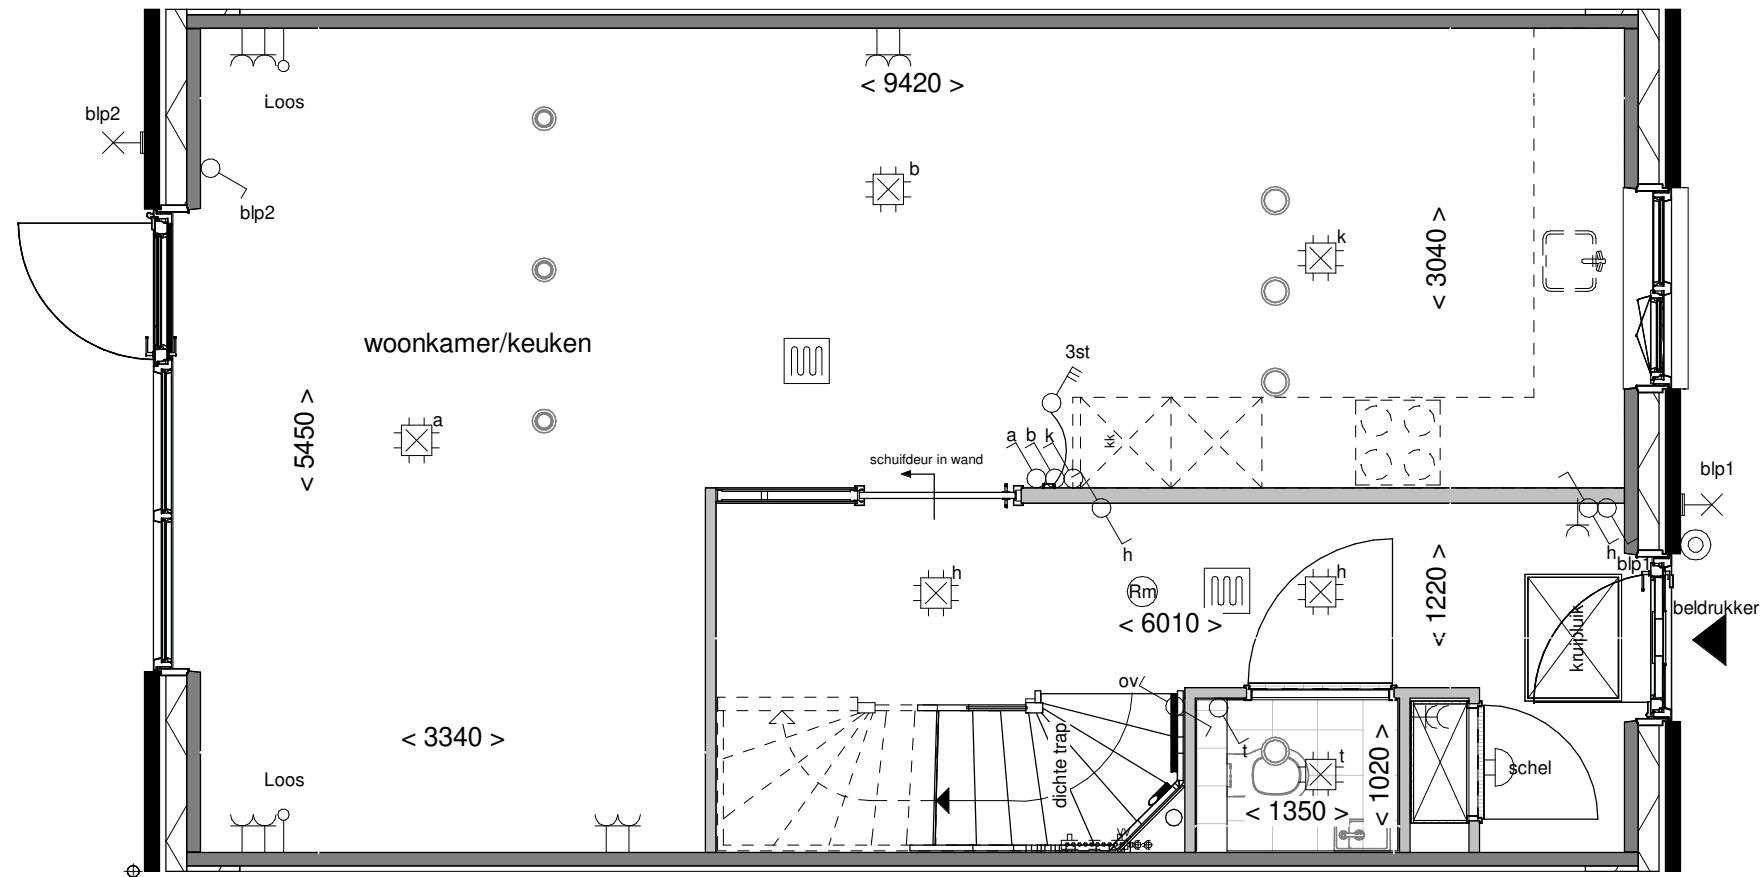 < 9420 >
Loos
blp2
b
blp2
k
< 3040 >
woonkamer/keuken
3st
< 5450 >
a
a b k
kk
schuifdeur in wand
blp1
h
h
blp1
h
Rm
h
< 1220 >
< 6010 >
kruipluik
beldrukker
ov
< 3340 >
dichte trap
t
t
< 1020 >
schel
Loos
< 1350 >
vv